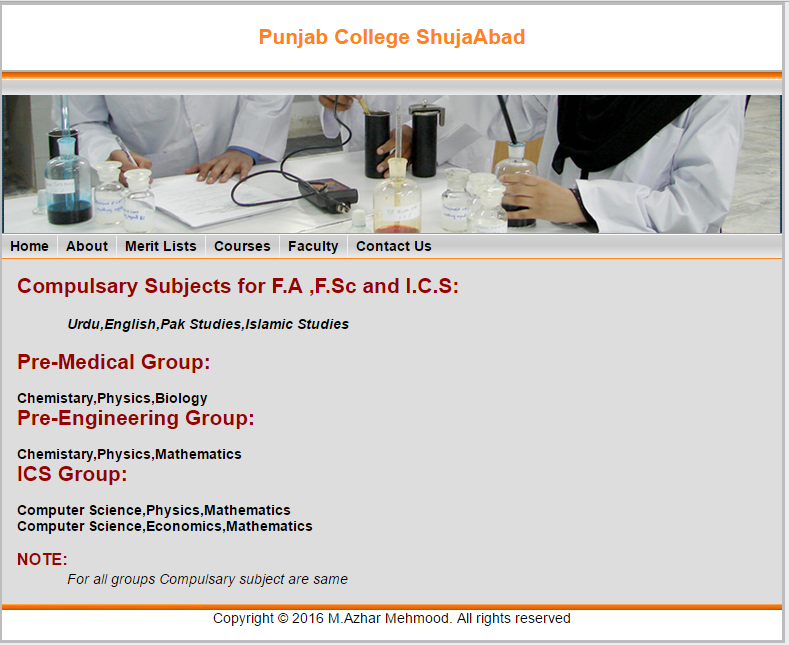 Punjab College ShujaAbad
Home About Merit Lists Courses Faculty Contact Us
Compulsary Subjects for F.A ,F.Sc and I.C.S:
Urdu,English,Pak Studies,Islamic Studies
Pre-Medical Group:
Chemistary,Physics,Biology
Pre-Engineering Group:
Chemistary,Physics,Mathematics
ICS Group:
Computer Science,Physics,Mathematics
Computer Science,Economics,Mathematics
NOTE:
For all groups Compulsary subject are same
Copyright © 2016 M.Azhar Mehmood. All rights reserved